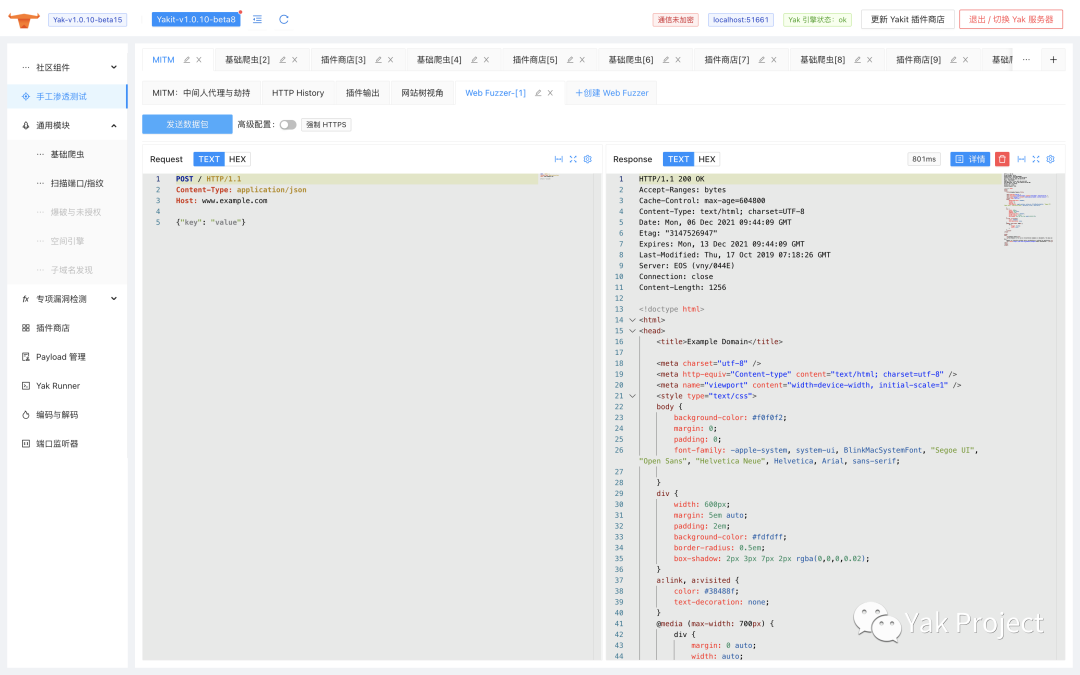 Yak-v1.0.10-beta15
Yakit-v1.0.10-beta8
通信未加密
localhost:51661
Yak 引擎状态：ok
更新 Yakit 插件商店
退出 / 切换 Yak 服务器
社区组件
手工渗透测试
通用模块
基础爬虫
扫描端口/指纹
爆破与未授权
空间引擎
子域名发现
专项漏洞检测
插件商店
Payload 管理
Yak Runner
编码与解码
端口监听器
MITM
基础爬虫[2]
插件商店[3]
基础爬虫[4]
插件商店[5]
基础爬虫[6]
插件商店[7]
基础爬虫[8]
插件商店[9]
MITM：中间人代理与劫持
HTTP History
插件输出
网站树视角
Web Fuzzer-[1]
+创建 Web Fuzzer
发送数据包
高级配置：
强制 HTTPS
Request
TEXT
HEX
1 POST / HTTP/1.1
2 Content-Type: application/json
3 Host: www.example.com
4
5 {"key": "value"}
Response
TEXT
HEX
801ms
详情
1 HTTP/1.1 200 OK
2 Accept-Ranges: bytes
3 Cache-Control: max-age=604800
4 Content-Type: text/html; charset=UTF-8
5 Date: Mon, 06 Dec 2021 09:44:09 GMT
6 Etag: "3147526947"
7 Expires: Mon, 13 Dec 2021 09:44:09 GMT
8 Last-Modified: Thu, 17 Oct 2019 07:18:26 GMT
9 Server: EOS (vny/044E)
10 Connection: close
11 Content-Length: 1256
12
13 <!doctype html>
14 <html>
15 <head>
16 <title>Example Domain</title>
17
18 <meta charset="utf-8" />
19 <meta http-equiv="Content-type" content="text/html; charset=utf-8" />
20 <meta name="viewport" content="width=device-width, initial-scale=1" />
21 <style type="text/css">
22 body {
23 background-color: #f0f0f2;
24 margin: 0;
25 padding: 0;
26 font-family: -apple-system, system-ui, BlinkMacSystemFont, "Segoe UI",
"Open Sans", "Helvetica Neue", Helvetica, Arial, sans-serif;
27
28 }
29 div {
30 width: 600px;
31 margin: 5em auto;
32 padding: 2em;
33 background-color: #fdfdff;
34 border-radius: 0.5em;
35 box-shadow: 2px 3px 7px 2px rgba(0,0,0,0.02);
36 }
37 a:link, a:visited {
38 color: #38488f;
39 text-decoration: none;
40 }
41 @media (max-width: 700px) {
42 div {
43 margin: 0 auto;
44 width: auto;
Yak Project